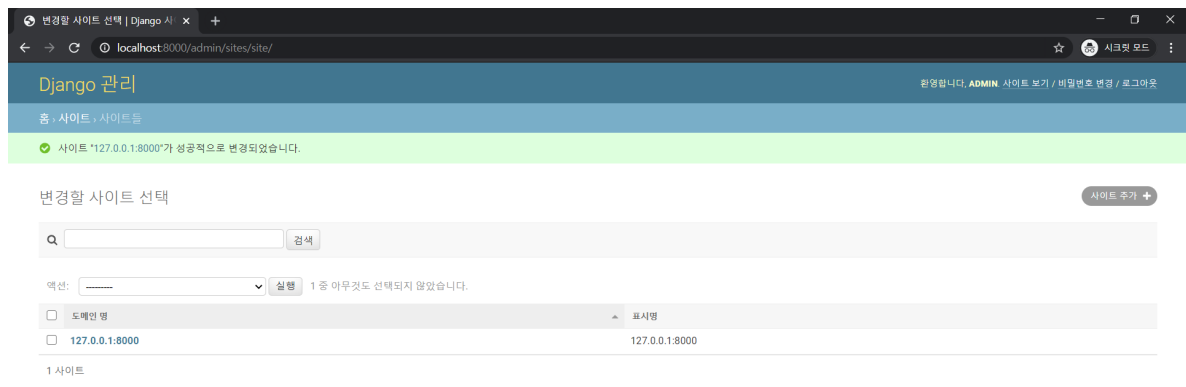 변경할 사이트 선택 | Django 사
localhost:8000/admin/sites/site/
시크릿 모드
Django 관리
환영합니다, ADMIN. 사이트 보기 / 비밀번호 변경 / 로그아웃
홈 › 사이트 › 사이트들
사이트 "127.0.0.1:8000"가 성공적으로 변경되었습니다.
변경할 사이트 선택
사이트 추가
검색
액션: --------- 실행 1 중 아무것도 선택되지 않았습니다.
도메인 명 표시명
127.0.0.1:8000 127.0.0.1:8000
1 사이트